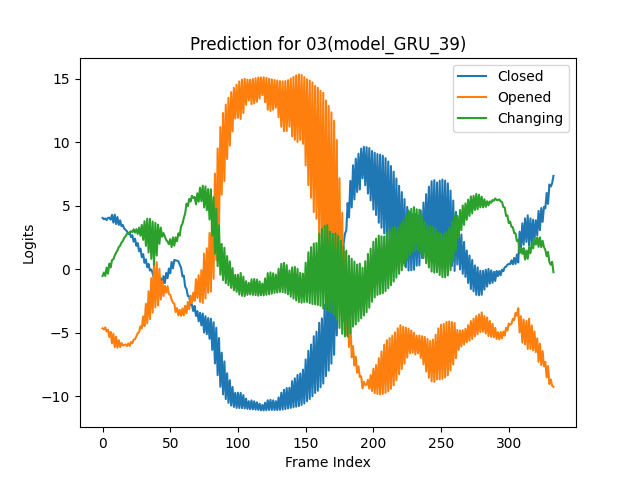 Prediction for 03(model_GRU_39)
Closed
Opened
Changing
15
10
5
0
−5
−10
Logits
0 50 100 150 200 250 300
Frame Index